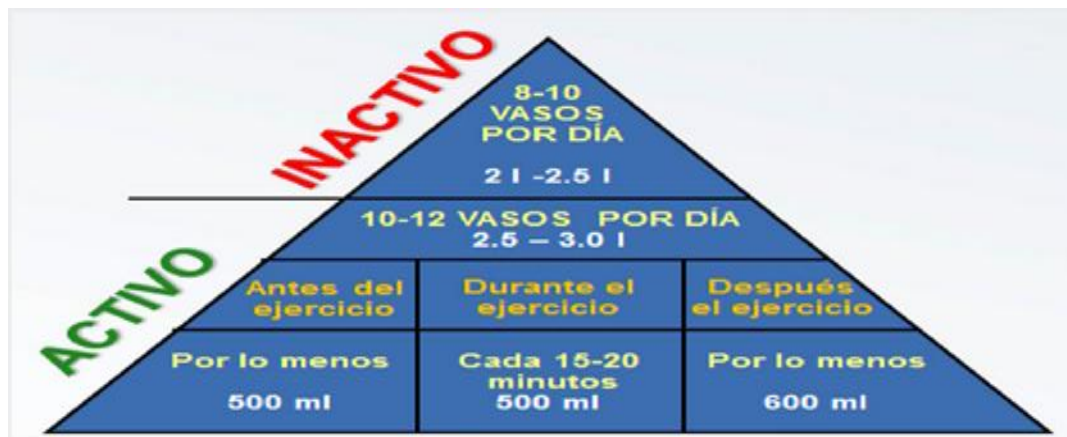 INACTIVO
8-10
VASOS
POR DÍA
2 l -2.5 l
ACTIVO
10-12 VASOS POR DÍA
2.5 – 3.0 l
Antes del
ejercicio
Durante el
ejercicio
Después
el ejercicio
Por lo menos
500 ml
Cada 15-20
minutos
500 ml
Por lo menos
600 ml